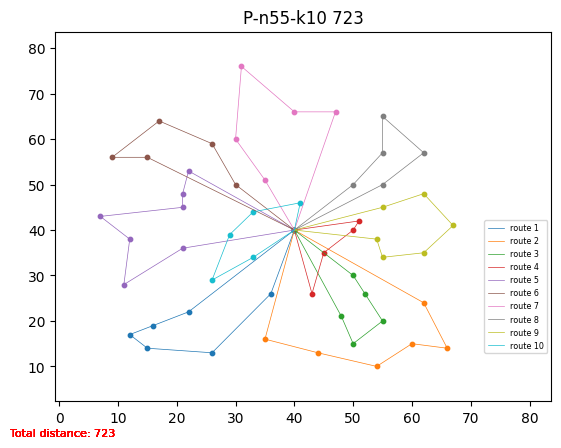 P-n55-k10 723
80
70
60
50
40
30
20
10
0 10 20 30 40 50 60 70 80
route 1
route 2
route 3
route 4
route 5
route 6
route 7
route 8
route 9
route 10
Total distance: 723